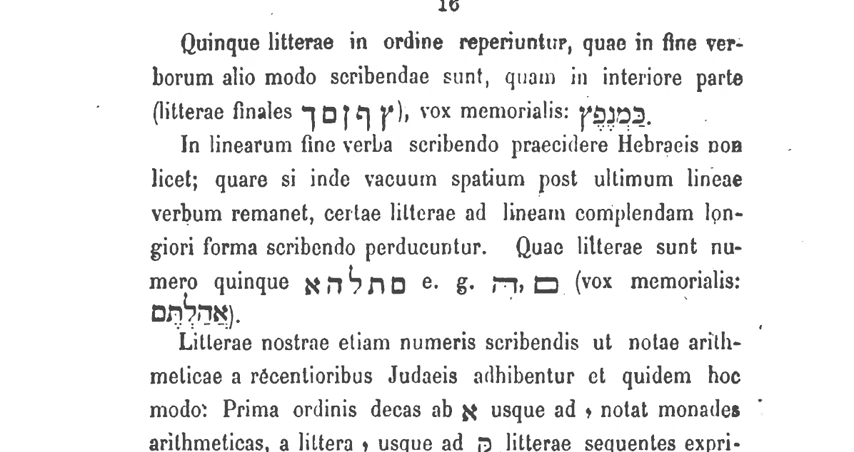 16
Quinque litterae in ordine reperiuntur, quae in fine ver-
borum alio modo scribendae sunt, quam in interiore parte
(litterae finales ך ם ן ף ץ), vox memorialis: כַּמְנֶפֶץ.
In linearum fine verba scribendo praecidere Hebraeis non
licet; quare si inde vacuum spatium post ultimum lineae
verbum remanet, certae litterae ad lineam complendam lon-
giori forma scribendo perducuntur. Quae litterae sunt nu-
mero quinque א ה ל ת ם e. g. ﬣ, ﬦ (vox memorialis:
אֲהַלְתֶּם).
Litterae nostrae etiam numeris scribendis ut notae arith-
meticae a recentioribus Judaeis adhibentur et quidem hoc
modo: Prima ordinis decas ab א usque ad י notat monades
arithmeticas, a littera י usque ad ק litterae sequentes expri-